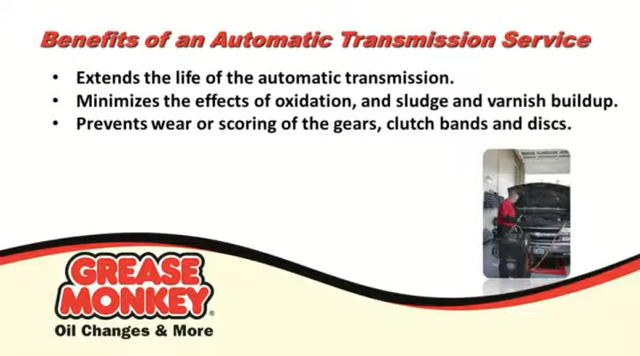 Benefits of an Automatic Transmission Service
• Extends the life of the automatic transmission.
• Minimizes the effects of oxidation, and sludge and varnish buildup.
• Prevents wear or scoring of the gears, clutch bands and discs.
GREASE
MONKEY®
Oil Changes & More